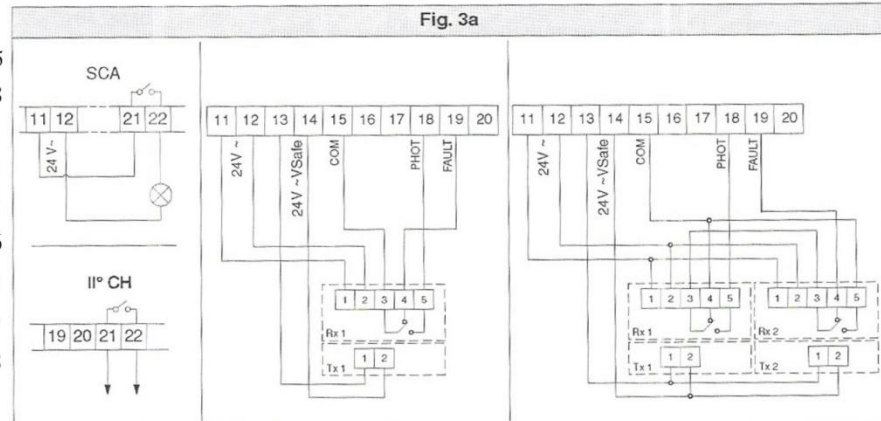 Fig. 3a
SCA
11 12 21 22
24 V~
II° CH
19 20 21 22
11 12 13 14 15 16 17 18 19 20
24V ~
24V ~VSafe
COM
PHOT
FAULT
1 2 3 4 5
Rx 1
1 2
Tx 1
11 12 13 14 15 16 17 18 19 20
24V ~
24V ~VSafe
COM
PHOT
FAULT
1 2 3 4 5
Rx 1
1 2 3 4 5
Rx 2
1 2
Tx 1
1 2
Tx 2